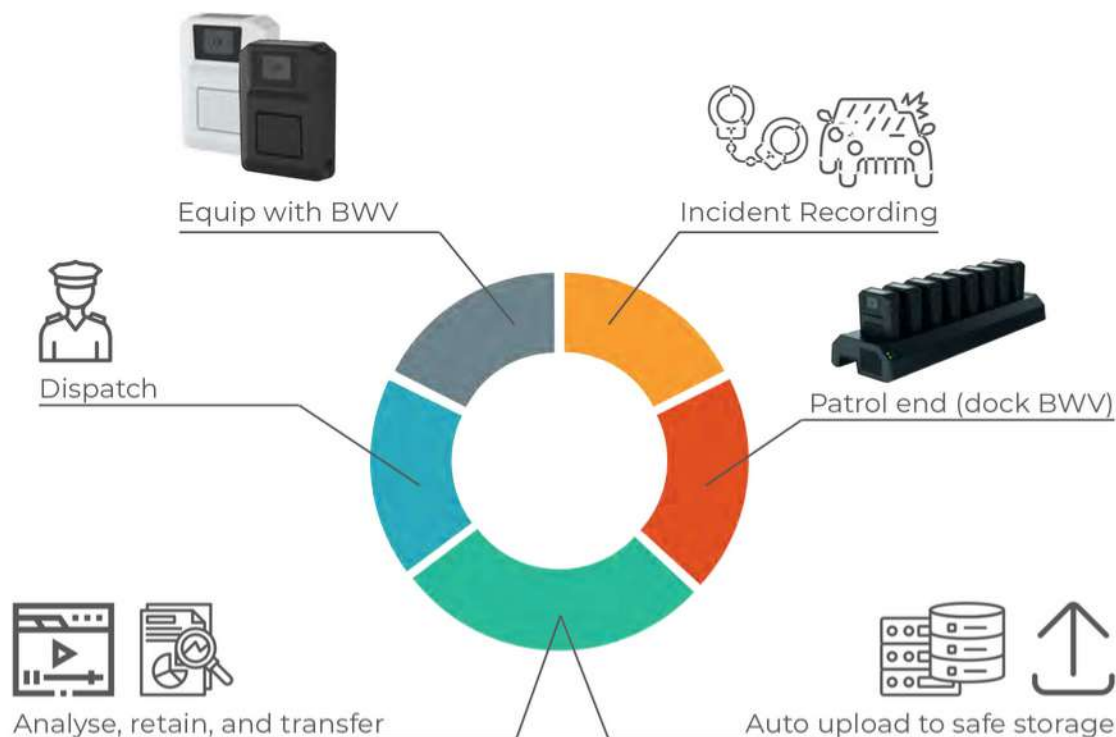 Equip with BWV
Incident Recording
Dispatch
Patrol end (dock BWV)
Analyse, retain, and transfer
Auto upload to safe storage